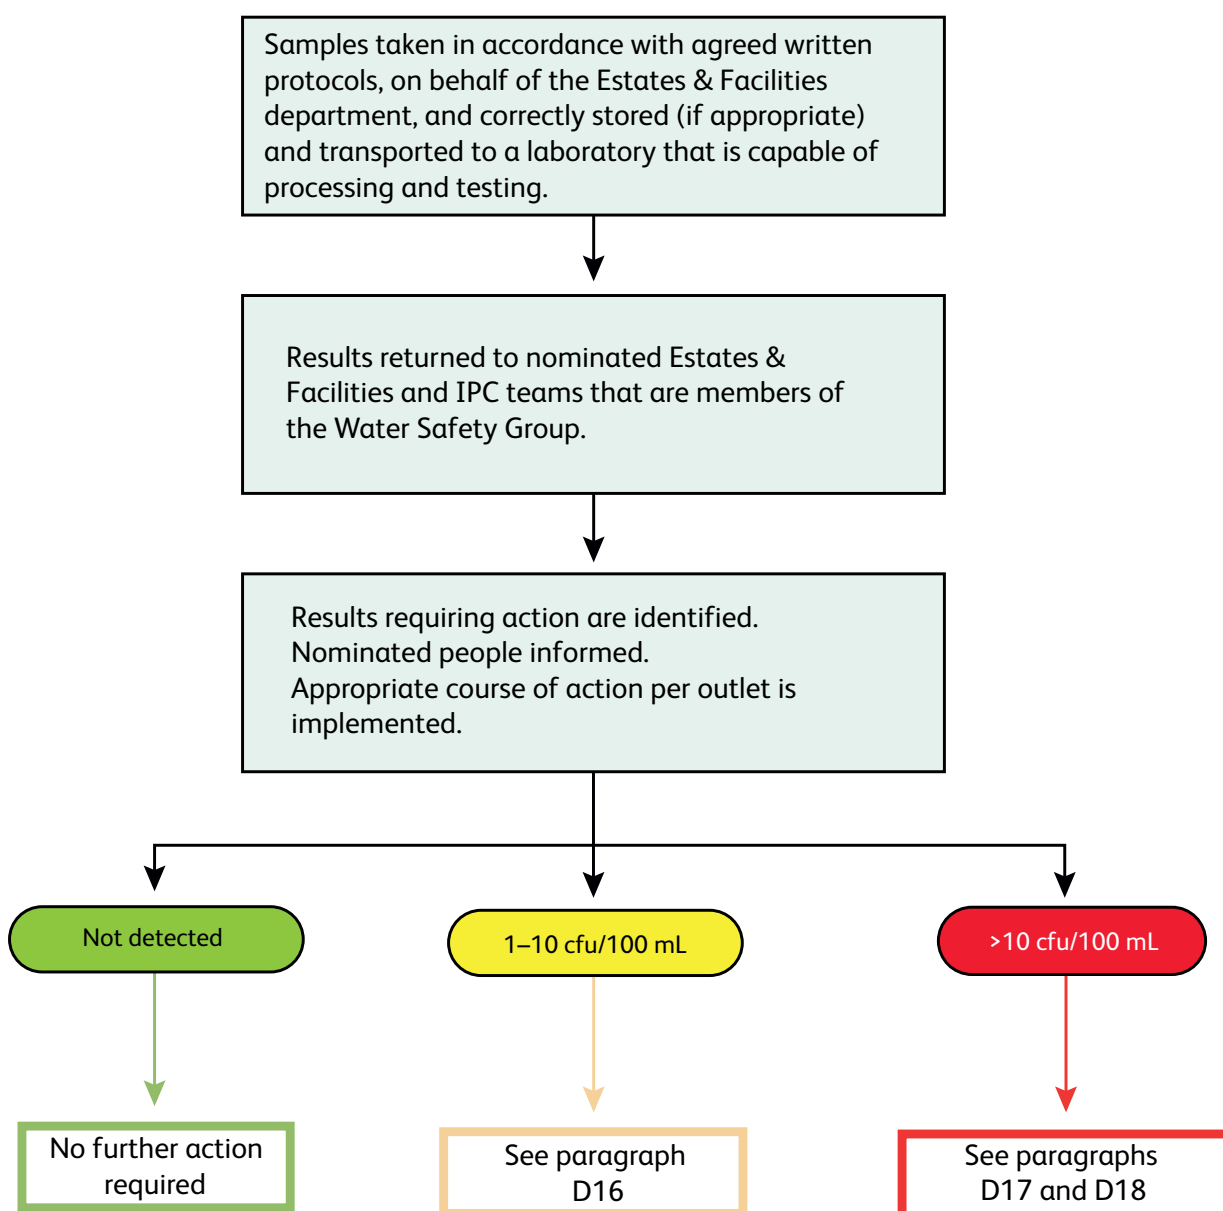 Samples taken in accordance with agreed written
protocols, on behalf of the Estates & Facilities
department, and correctly stored (if appropriate)
and transported to a laboratory that is capable of
processing and testing.
Results returned to nominated Estates &
Facilities and IPC teams that are members of
the Water Safety Group.
Results requiring action are identified.
Nominated people informed.
Appropriate course of action per outlet is
implemented.
Not detected
1–10 cfu/100 mL
>10 cfu/100 mL
No further action
required
See paragraph
D16
See paragraphs
D17 and D18